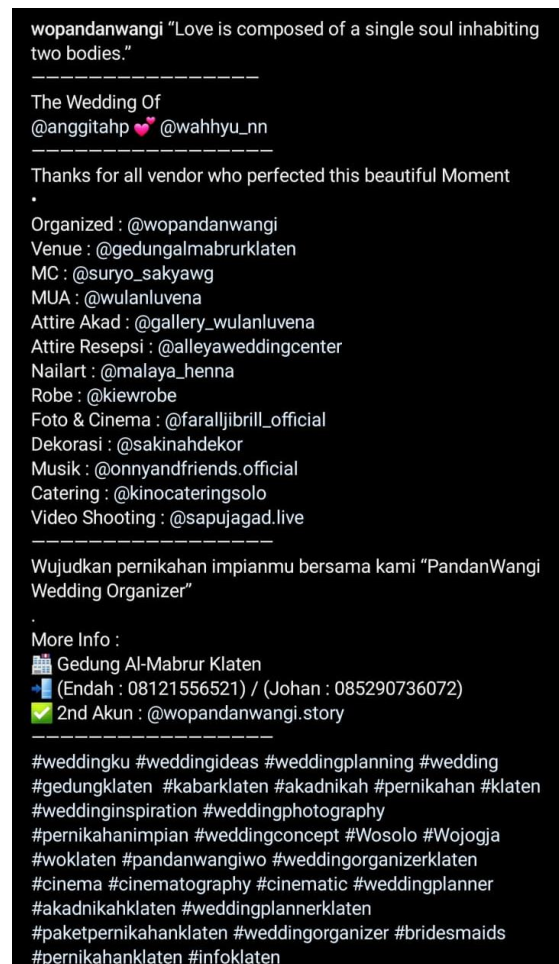 wopandanwangi “Love is composed of a single soul inhabiting
two bodies.”
————————————————
The Wedding Of
@anggitahp 💕 @wahhyu_nn
—————————————————
Thanks for all vendor who perfected this beautiful Moment
•
Organized : @wopandanwangi
Venue : @gedungalmabrurklaten
MC : @suryo_sakyawg
MUA : @wulanluvena
Attire Akad : @gallery_wulanluvena
Attire Resepsi : @alleyaweddingcenter
Nailart : @malaya_henna
Robe : @kiewrobe
Foto & Cinema : @faralljibrill_official
Dekorasi : @sakinahdekor
Musik : @onnyandfriends.official
Catering : @kinocateringsolo
Video Shooting : @sapujagad.live
—————————————————
Wujudkan pernikahan impianmu bersama kami “PandanWangi
Wedding Organizer”
.
More Info :
🏰 Gedung Al-Mabrur Klaten
📲 (Endah : 08121556521) / (Johan : 085290736072)
✅ 2nd Akun : @wopandanwangi.story
—————————————————
#weddingku #weddingideas #weddingplanning #wedding
#gedungklaten #kabarklaten #akadnikah #pernikahan #klaten
#weddinginspiration #weddingphotography
#pernikahanimpian #weddingconcept #Wosolo #Wojogja
#woklaten #pandanwangiwo #weddingorganizerklaten
#cinema #cinematography #cinematic #weddingplanner
#akadnikahklaten #weddingplannerklaten
#paketpernikahanklaten #weddingorganizer #bridesmaids
#pernikahanklaten #infoklaten